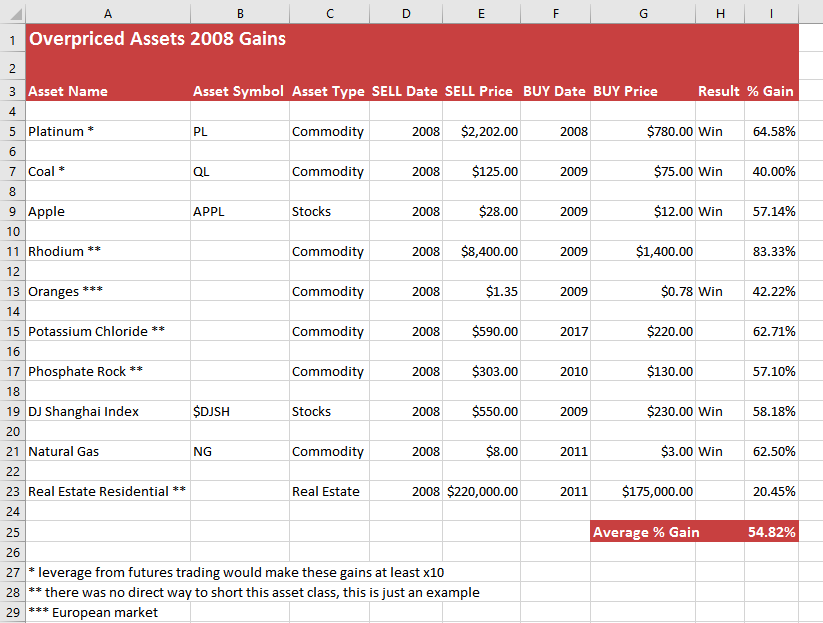 A B C D E F G H I
1 Overpriced Assets 2008 Gains
2
3 Asset Name Asset Symbol Asset Type SELL Date SELL Price BUY Date BUY Price Result % Gain
4
5 Platinum * PL Commodity 2008 $2,202.00 2008 $780.00 Win 64.58%
6
7 Coal * QL Commodity 2008 $125.00 2009 $75.00 Win 40.00%
8
9 Apple APPL Stocks 2008 $28.00 2009 $12.00 Win 57.14%
10
11 Rhodium ** Commodity 2008 $8,400.00 2009 $1,400.00 83.33%
12
13 Oranges *** Commodity 2008 $1.35 2009 $0.78 Win 42.22%
14
15 Potassium Chloride ** Commodity 2008 $590.00 2017 $220.00 62.71%
16
17 Phosphate Rock ** Commodity 2008 $303.00 2010 $130.00 57.10%
18
19 DJ Shanghai Index $DJSH Stocks 2008 $550.00 2009 $230.00 Win 58.18%
20
21 Natural Gas NG Commodity 2008 $8.00 2011 $3.00 Win 62.50%
22
23 Real Estate Residential ** Real Estate 2008 $220,000.00 2011 $175,000.00 20.45%
24
25 Average % Gain 54.82%
26
27 * leverage from futures trading would make these gains at least x10
28 ** there was no direct way to short this asset class, this is just an example
29 *** European market